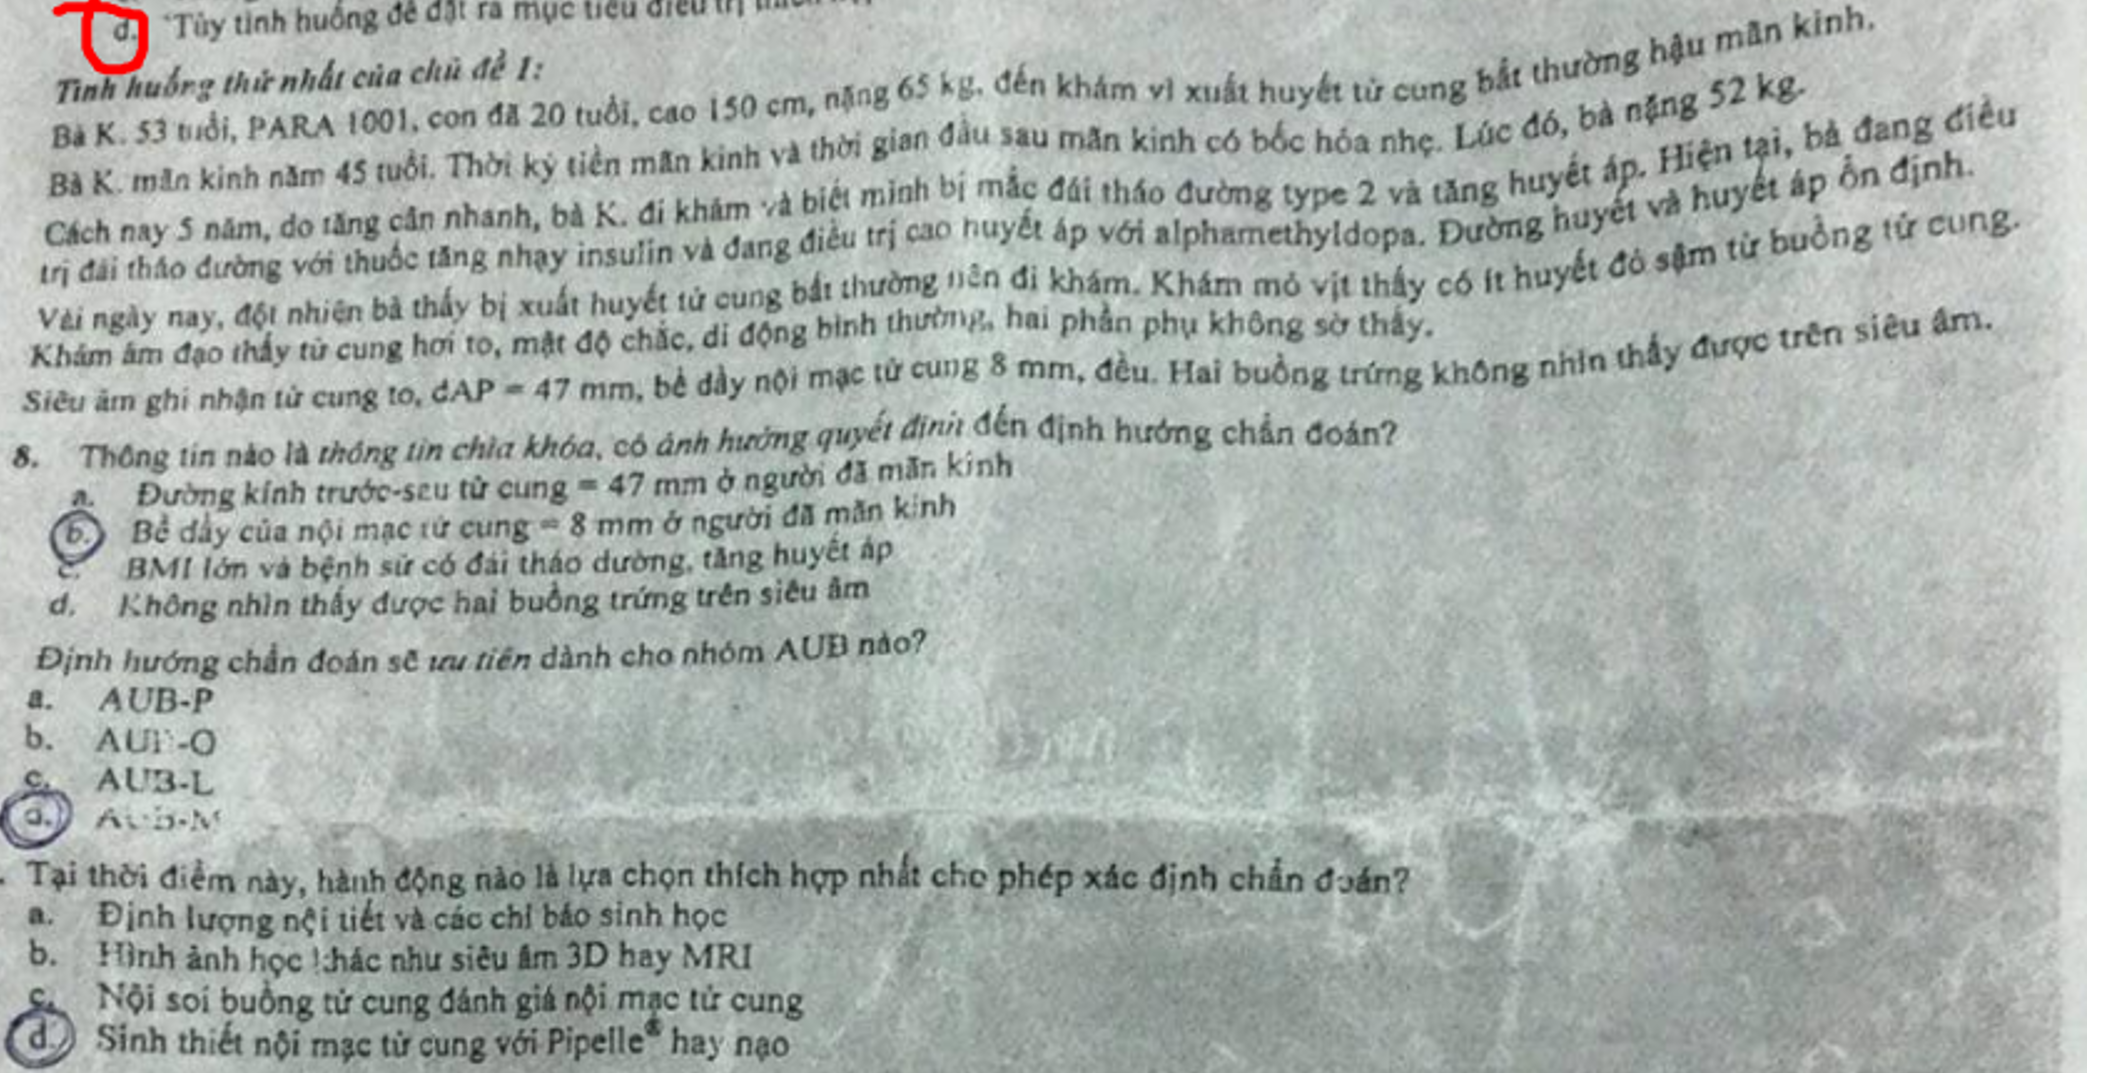 d. Tùy tình huống để đặt ra mục tiêu điều trị
Tình huống thứ nhất của chủ đề 1:
Bà K. 53 tuổi, PARA 1001, con đã 20 tuổi, cao 150 cm, nặng 65 kg, đến khám vì xuất huyết tử cung bất thường hậu mãn kinh.
Bà K. mãn kinh năm 45 tuổi. Thời kỳ tiền mãn kinh và thời gian đầu sau mãn kinh có bốc hỏa nhẹ. Lúc đó, bà nặng 52 kg.
Cách nay 5 năm, do tăng cân nhanh, bà K. đi khám và biết mình bị mắc đái tháo đường type 2 và tăng huyết áp. Hiện tại, bà đang điều
trị đái tháo đường với thuốc tăng nhạy insulin và đang điều trị cao huyết áp với alphamethyldopa. Đường huyết và huyết áp ổn định.
Vài ngày nay, đột nhiên bà thấy bị xuất huyết tử cung bất thường nên đi khám. Khám mỏ vịt thấy có ít huyết đỏ sậm từ buồng tử cung.
Khám âm đạo thấy tử cung hơi to, mật độ chắc, di động bình thường, hai phần phụ không sờ thấy.
Siêu âm ghi nhận tử cung to, dAP = 47 mm, bề dầy nội mạc tử cung 8 mm, đều. Hai buồng trứng không nhìn thấy được trên siêu âm.
8. Thông tin nào là thông tin chìa khóa, có ảnh hưởng quyết định đến định hướng chẩn đoán?
a. Đường kính trước-sau tử cung = 47 mm ở người đã mãn kinh
b. Bề dầy của nội mạc tử cung = 8 mm ở người đã mãn kinh
c. BMI lớn và bệnh sử có đái tháo đường, tăng huyết áp
d. Không nhìn thấy được hai buồng trứng trên siêu âm
Định hướng chẩn đoán sẽ ưu tiên dành cho nhóm AUB nào?
a. AUB-P
b. AUB-O
c. AUB-L
d. AUB-M
. Tại thời điểm này, hành động nào là lựa chọn thích hợp nhất cho phép xác định chẩn đoán?
a. Định lượng nội tiết và các chỉ báo sinh học
b. Hình ảnh học khác như siêu âm 3D hay MRI
c. Nội soi buồng tử cung đánh giá nội mạc tử cung
d. Sinh thiết nội mạc tử cung với Pipelle® hay nạo